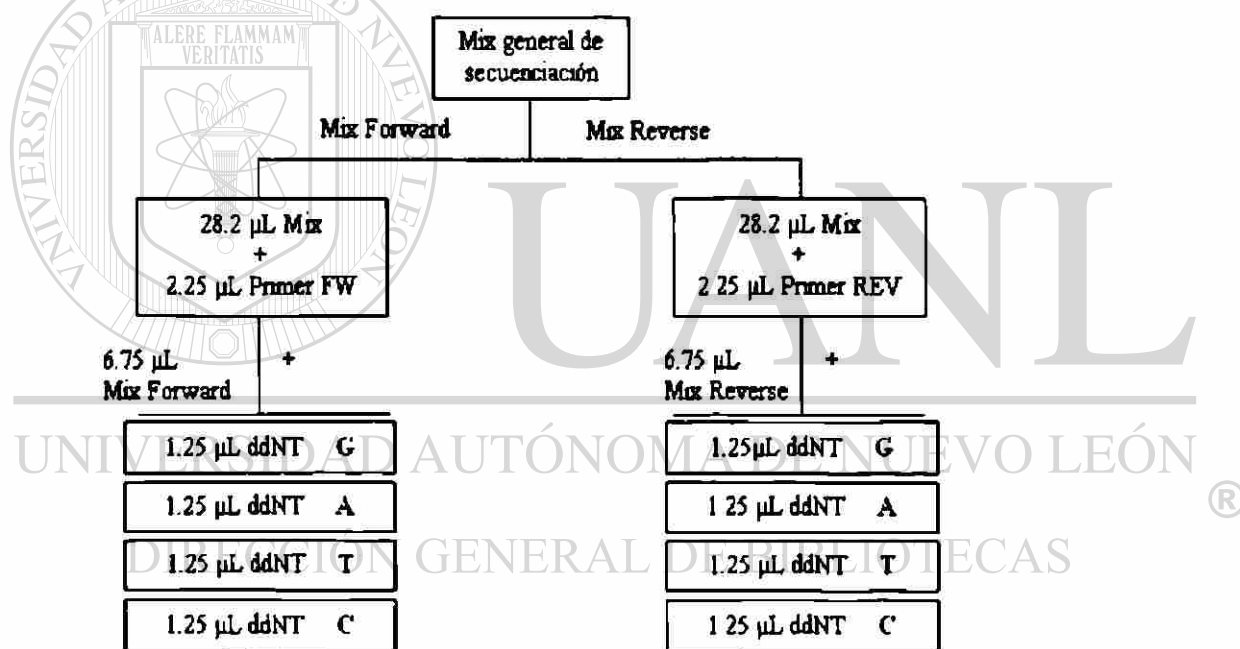 ALERE FLAMMAM
VERITATIS
Mix general de
secuenciación
Mix Forward
Mix Reverse
28.2 µL Mix
+
2.25 µL Primer FW
28.2 µL Mix
+
2 25 µL Primer REV
6.75 µL +
Mix Forward
6.75 µL +
Mix Reverse
UANL
1.25 µL ddNT G
1.25 µL ddNT A
1.25 µL ddNT T
1.25 µL ddNT C
1.25µL ddNT G
1 25 µL ddNT A
1.25 µL ddNT T
1 25 µL ddNT C
UNIVERSIDAD AUTÓNOMA DE NUEVO LEÓN
®
DIRECCIÓN GENERAL DE BIBLIOTECAS